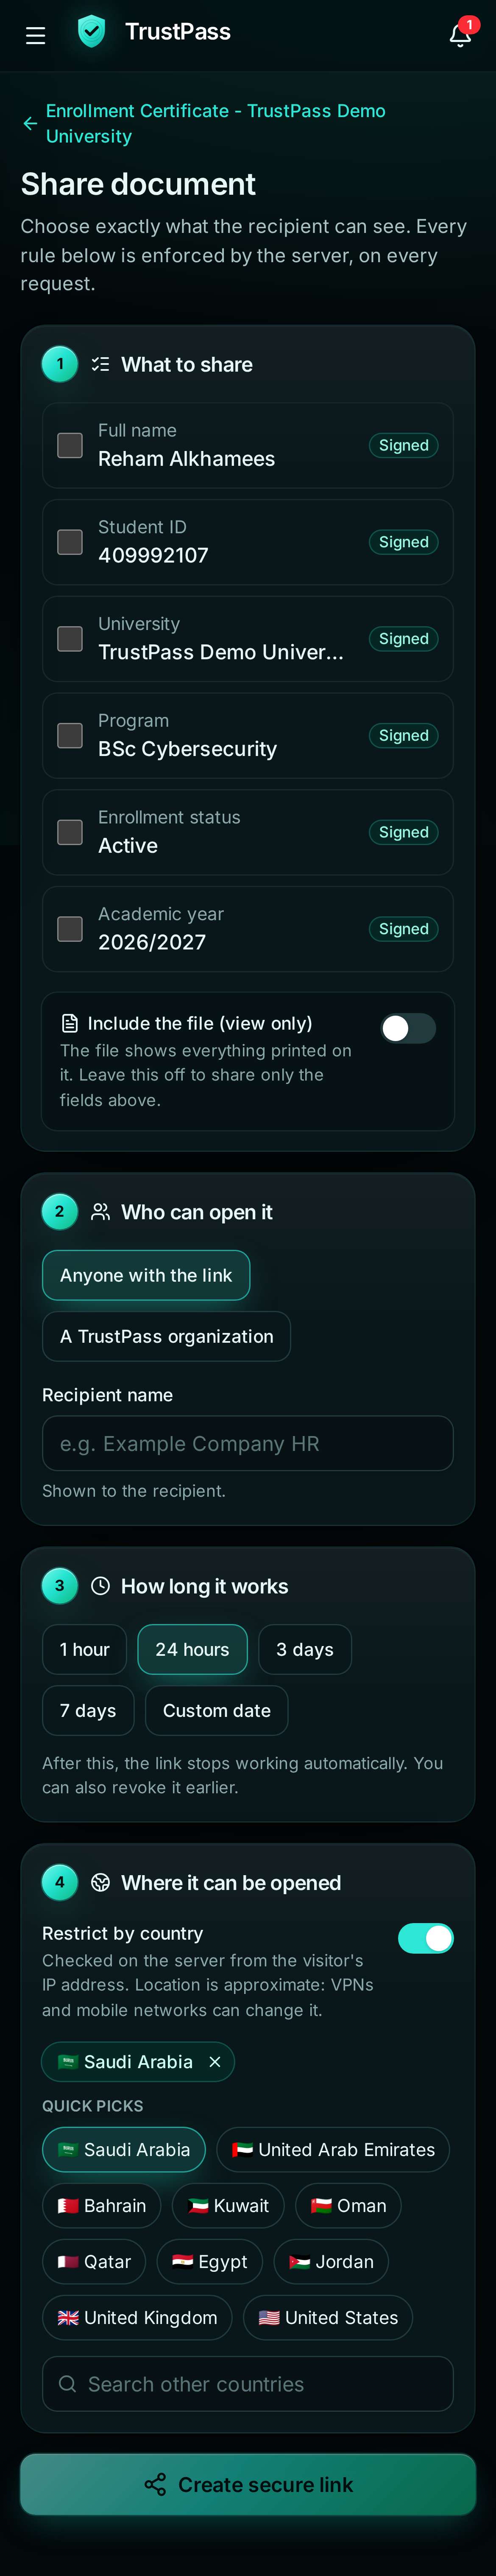 TrustPass
1
Enrollment Certificate - TrustPass Demo
University
Share document
Choose exactly what the recipient can see. Every
rule below is enforced by the server, on every
request.
1
What to share
Full name
Reham Alkhamees
Signed
Student ID
409992107
Signed
University
TrustPass Demo Univer...
Signed
Program
BSc Cybersecurity
Signed
Enrollment status
Active
Signed
Academic year
2026/2027
Signed
Include the file (view only)
The file shows everything printed on
it. Leave this off to share only the
fields above.
2
Who can open it
Anyone with the link
A TrustPass organization
Recipient name
e.g. Example Company HR
Shown to the recipient.
3
How long it works
1 hour
24 hours
3 days
7 days
Custom date
After this, the link stops working automatically. You
can also revoke it earlier.
4
Where it can be opened
Restrict by country
Checked on the server from the visitor's
IP address. Location is approximate: VPNs
and mobile networks can change it.
Saudi Arabia
QUICK PICKS
Saudi Arabia
United Arab Emirates
Bahrain
Kuwait
Oman
Qatar
Egypt
Jordan
United Kingdom
United States
Search other countries
Create secure link